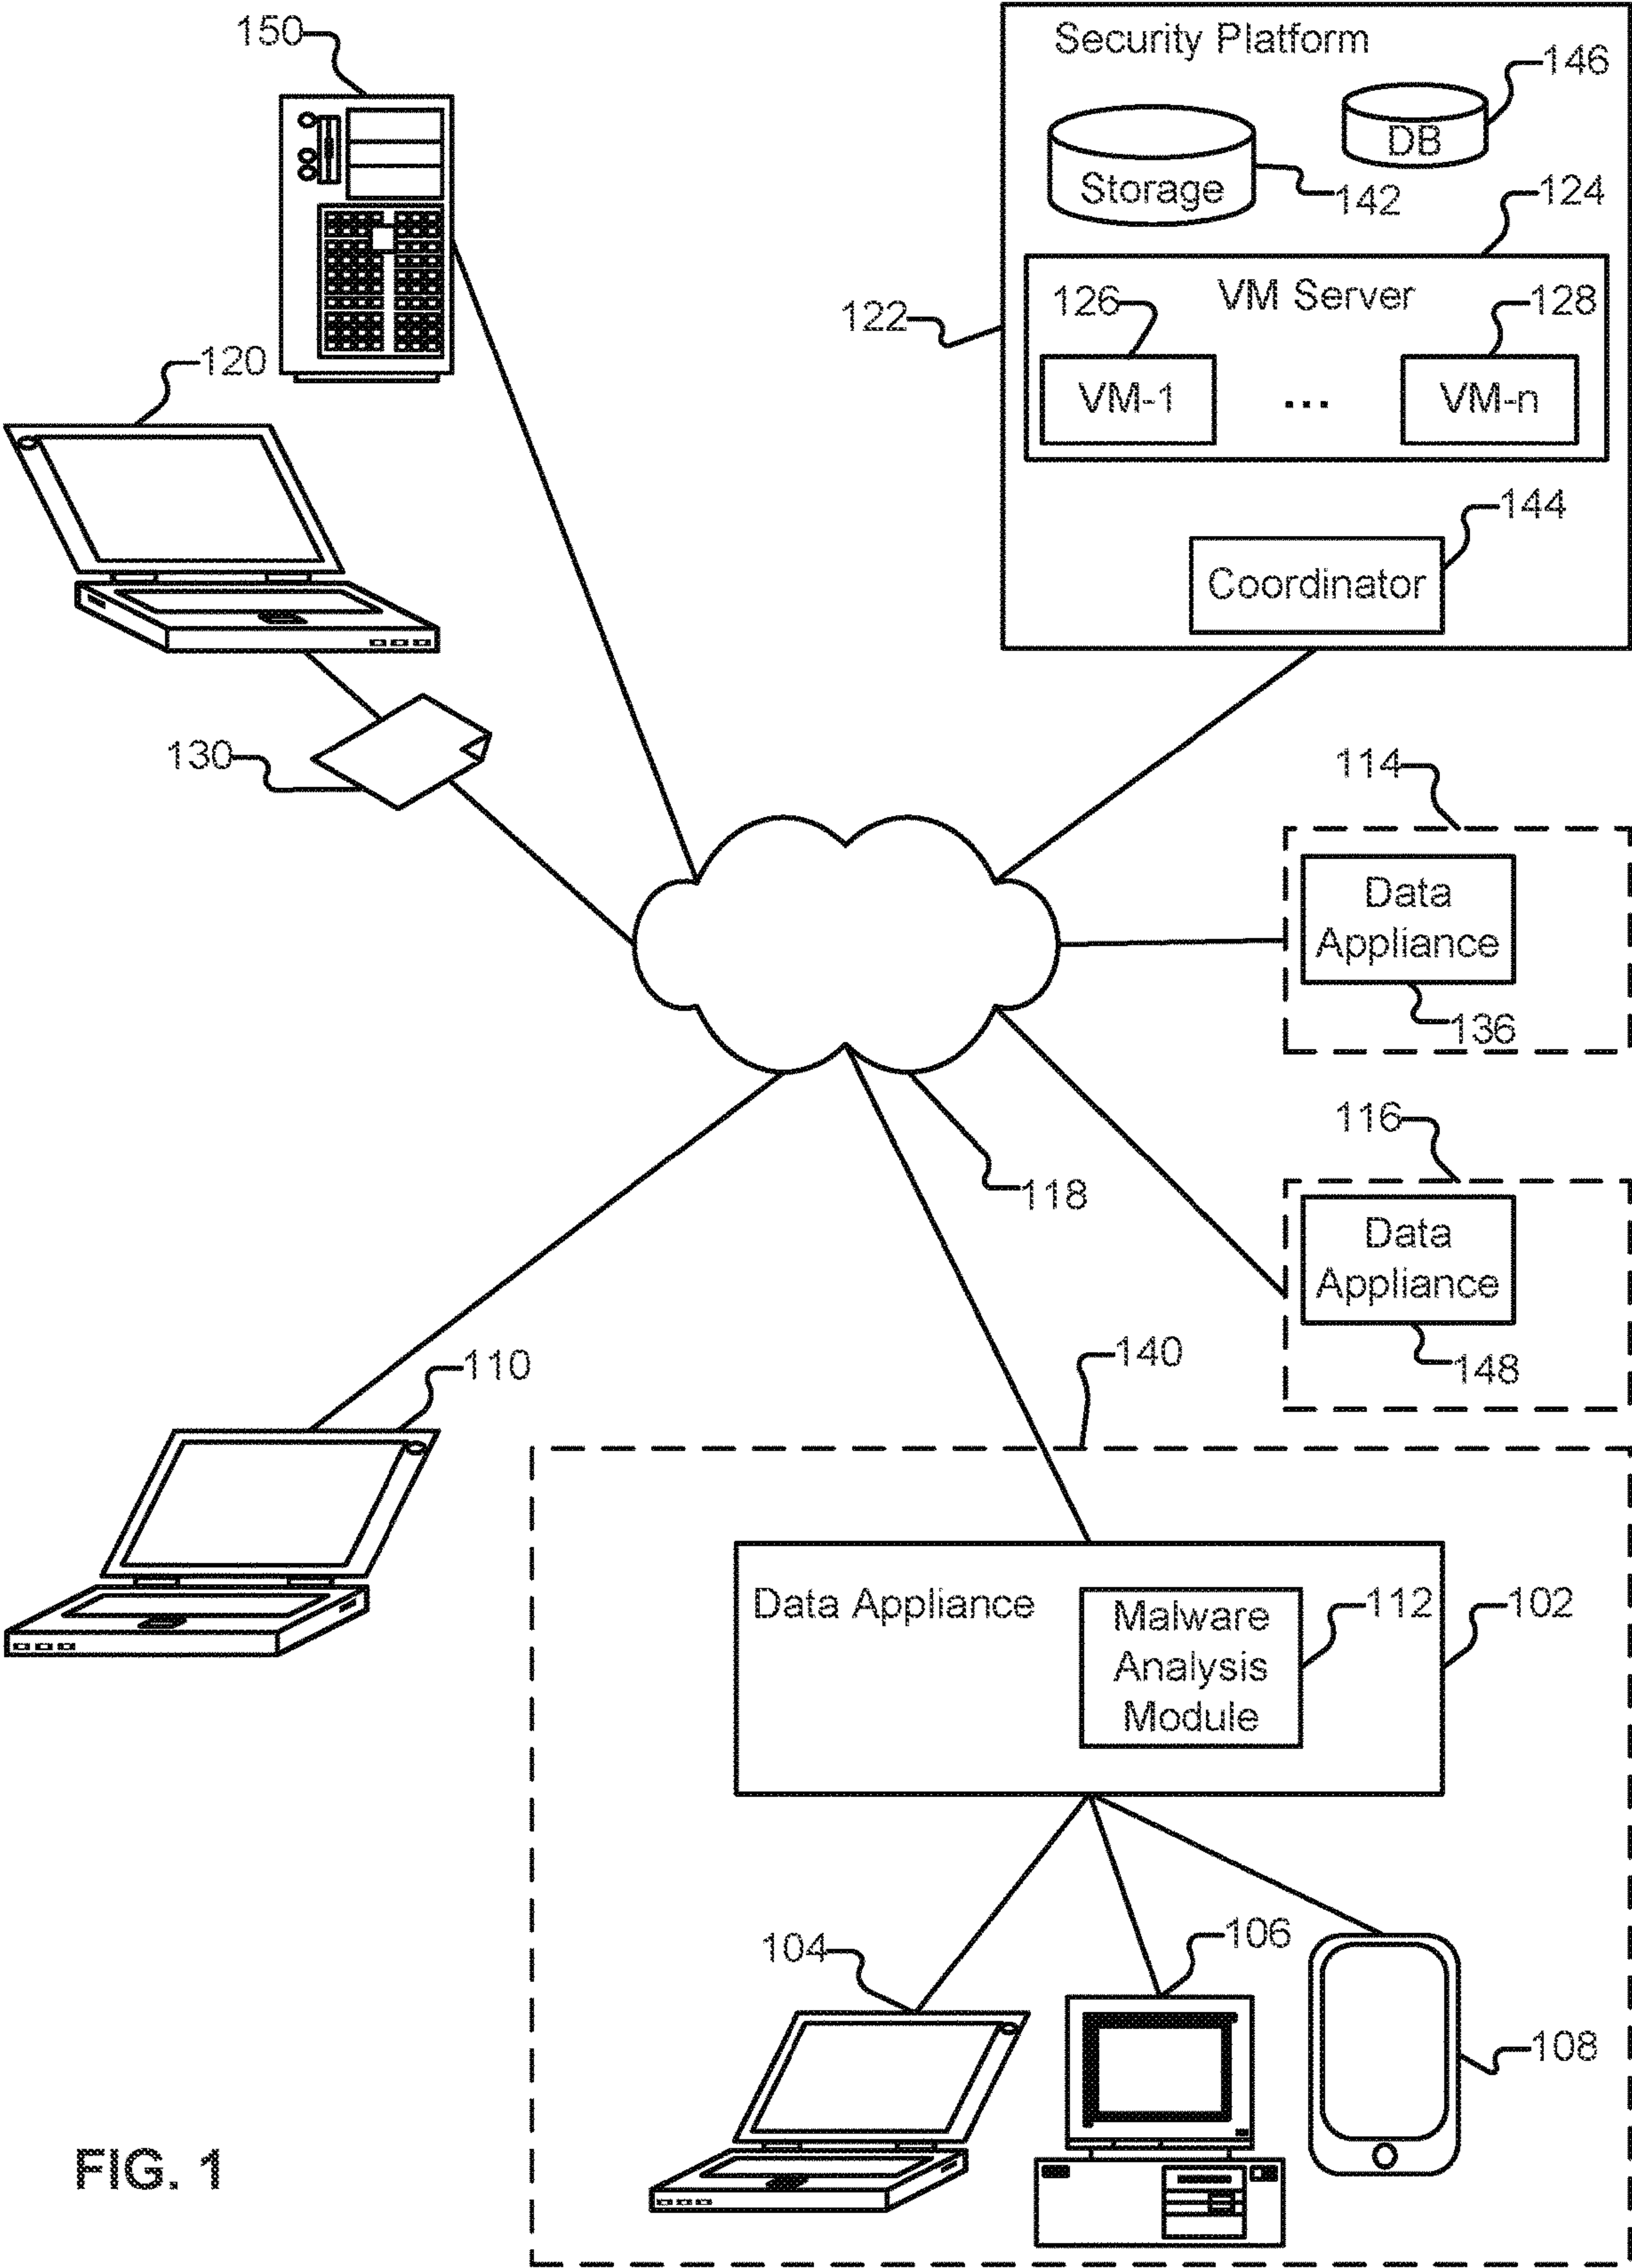 150
Security Platform
146
DB
Storage
142
124
VM Server
126
128
122
VM-1
...
VM-n
120
144
Coordinator
130
114
Data
Appliance
136
116
118
Data
Appliance
148
140
110
Data Appliance
Malware
Analysis
Module
112
102
104
106
108
FIG. 1